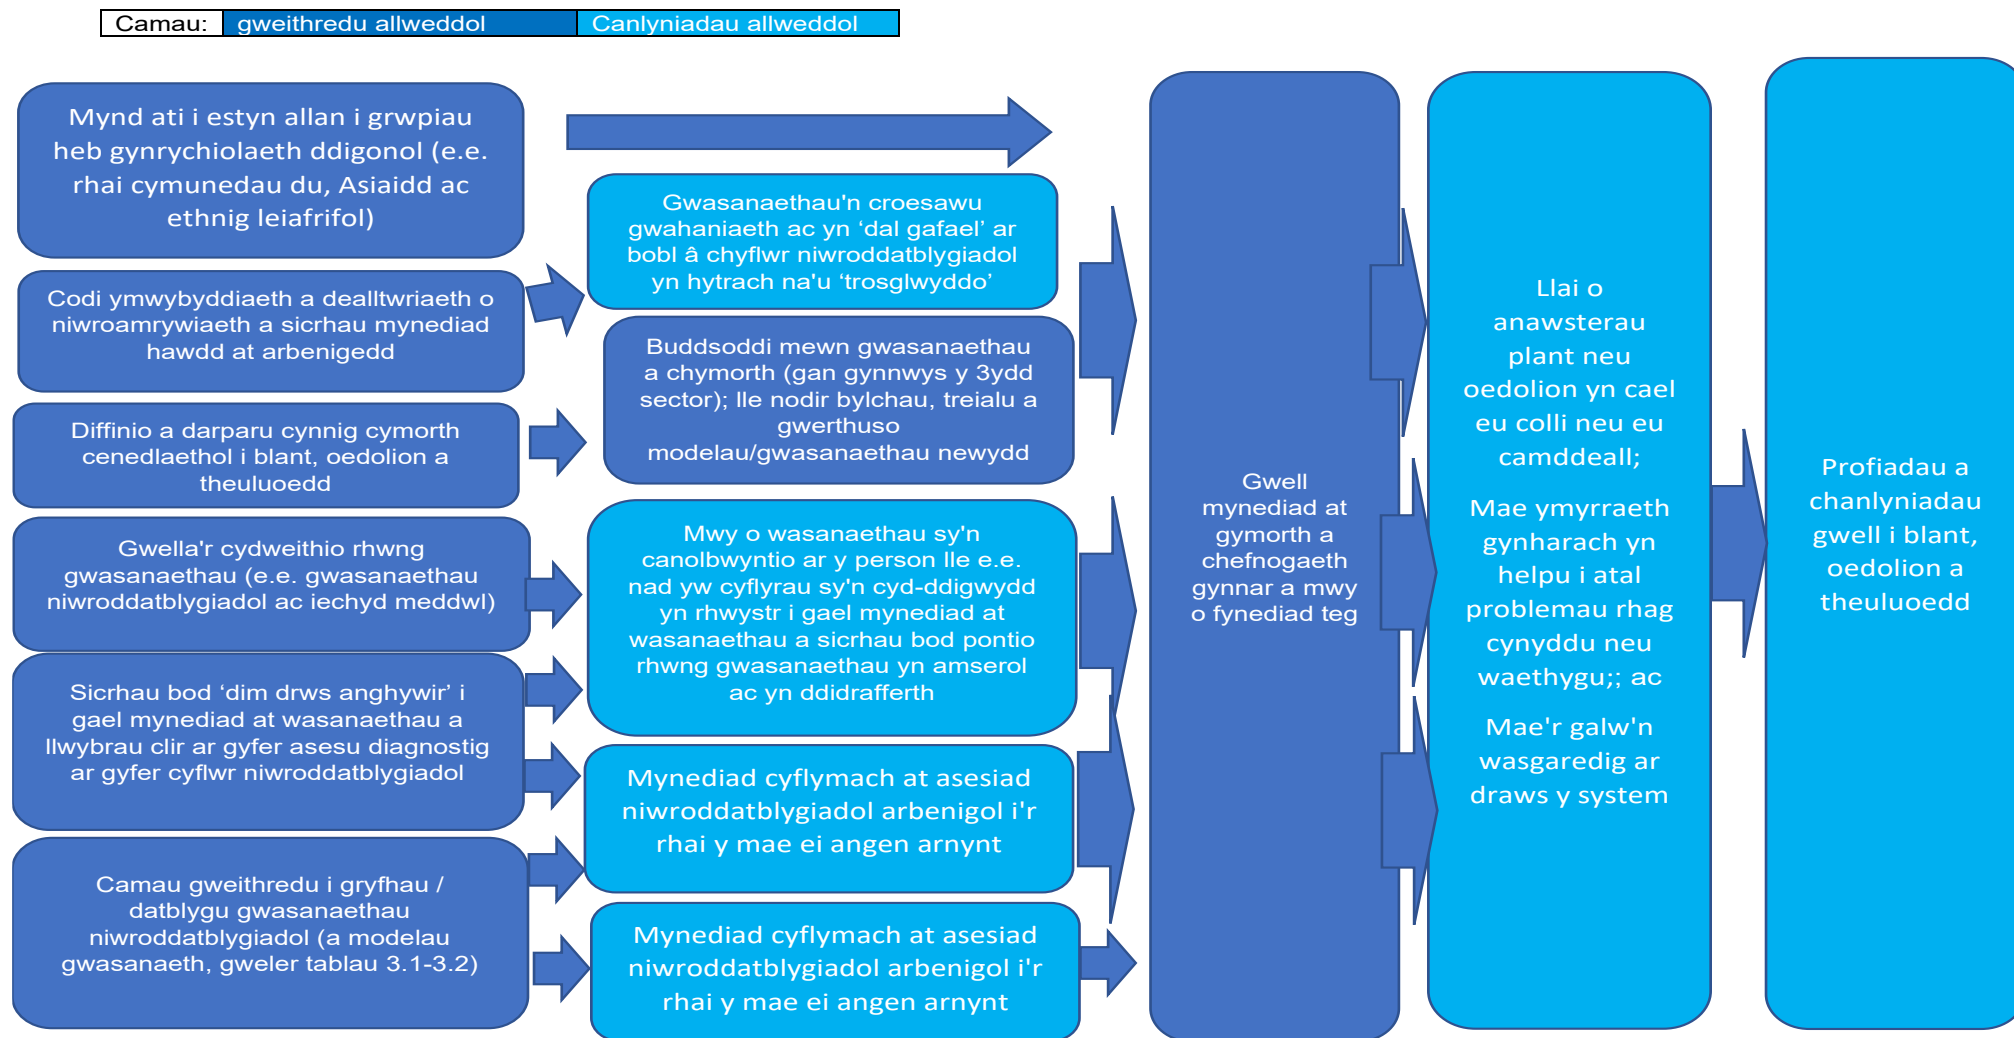 Camau: gweithredu allweddol Canlyniadau allweddol
Mynd ati i estyn allan i grwpiau
heb gynrychiolaeth ddigonol (e.e.
rhai cymunedau du, Asiaidd ac
ethnig leiafrifol)
Codi ymwybyddiaeth a dealltwriaeth o
niwroamrywiaeth a sicrhau mynediad
hawdd at arbenigedd
Diffinio a darparu cynnig cymorth
cenedlaethol i blant, oedolion a
theuluoedd
Gwella'r cydweithio rhwng
gwasanaethau (e.e. gwasanaethau
niwroddatblygiadol ac iechyd meddwl)
Sicrhau bod ‘dim drws anghywir’ i
gael mynediad at wasanaethau a
llwybrau clir ar gyfer asesu diagnostig
ar gyfer cyflwr niwroddatblygiadol
Camau gweithredu i gryfhau /
datblygu gwasanaethau
niwroddatblygiadol (a modelau
gwasanaeth, gweler tablau 3.1-3.2)
Gwasanaethau'n croesawu
gwahaniaeth ac yn ‘dal gafael’ ar
bobl â chyflwr niwroddatblygiadol
yn hytrach na'u ‘trosglwyddo’
Buddsoddi mewn gwasanaethau
a chymorth (gan gynnwys y 3ydd
sector); lle nodir bylchau, treialu a
gwerthuso
modelau/gwasanaethau newydd
Mwy o wasanaethau sy'n
canolbwyntio ar y person lle e.e.
nad yw cyflyrau sy'n cyd-ddigwydd
yn rhwystr i gael mynediad at
wasanaethau a sicrhau bod pontio
rhwng gwasanaethau yn amserol
ac yn ddidrafferth
Mynediad cyflymach at asesiad
niwroddatblygiadol arbenigol i'r
rhai y mae ei angen arnynt
Mynediad cyflymach at asesiad
niwroddatblygiadol arbenigol i'r
rhai y mae ei angen arnynt
Gwell
mynediad at
gymorth a
chefnogaeth
gynnar a mwy
o fynediad teg
Llai o
anawsterau
plant neu
oedolion yn cael
eu colli neu eu
camddeall;
Mae ymyrraeth
gynharach yn
helpu i atal
problemau rhag
cynyddu neu
waethygu;; ac
Mae'r galw'n
wasgaredig ar
draws y system
Profiadau a
chanlyniadau
gwell i blant,
oedolion a
theuluoedd